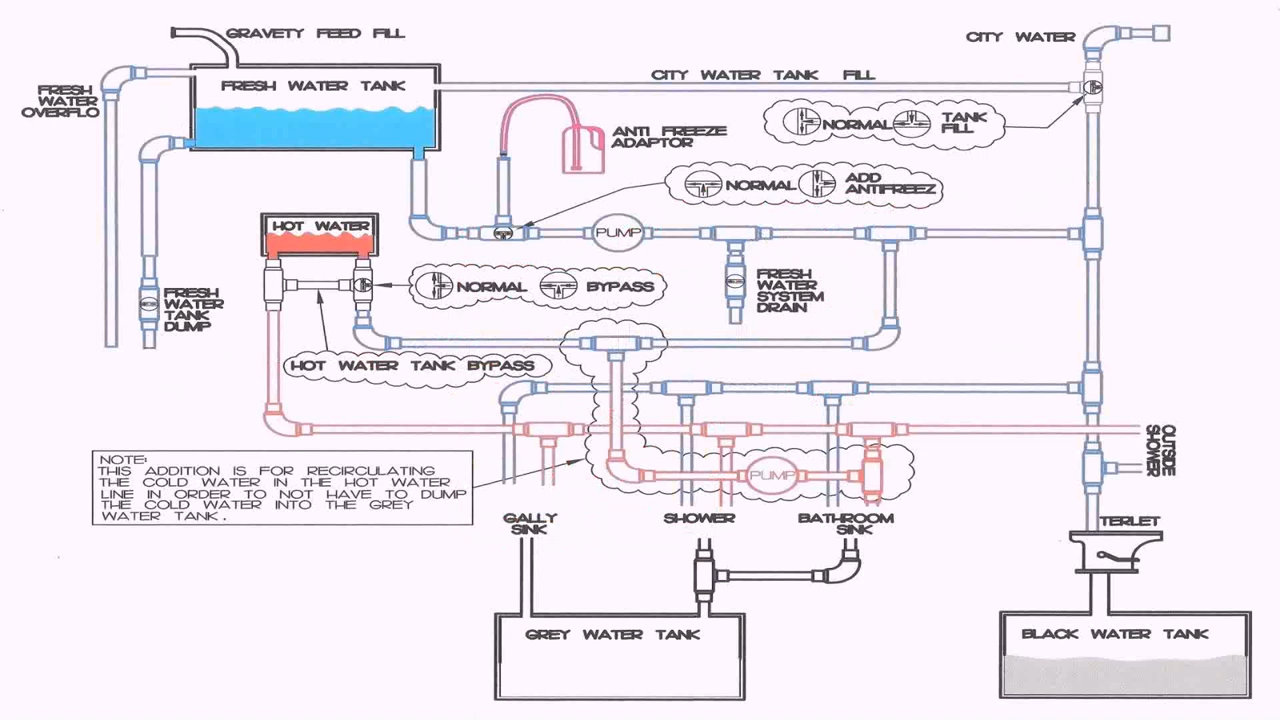 GRAVETY FEED FILL
CITY WATER
FRESH WATER TANK
CITY WATER TANK FILL
FRESH
WATER
OVERFLO
NORMAL
TANK
FILL
ANTI FREEZE
ADAPTOR
NORMAL
ADD
ANTIFREEZ
HOT WATER
PUMP
FRESH
WATER
SYSTEM
DRAIN
NORMAL
BYPASS
FRESH
WATER
TANK
DUMP
HOT WATER TANK BYPASS
OUTSIDE
SHOWER
NOTE:
THIS ADDITION IS FOR RECIRCULATING
THE COLD WATER IN THE HOT WATER
LINE IN ORDER TO NOT HAVE TO DUMP
THE COLD WATER INTO THE GREY
WATER TANK.
PUMP
GALLY
SINK
SHOWER
BATHROOM
SINK
TERLET
GREY WATER TANK
BLACK WATER TANK